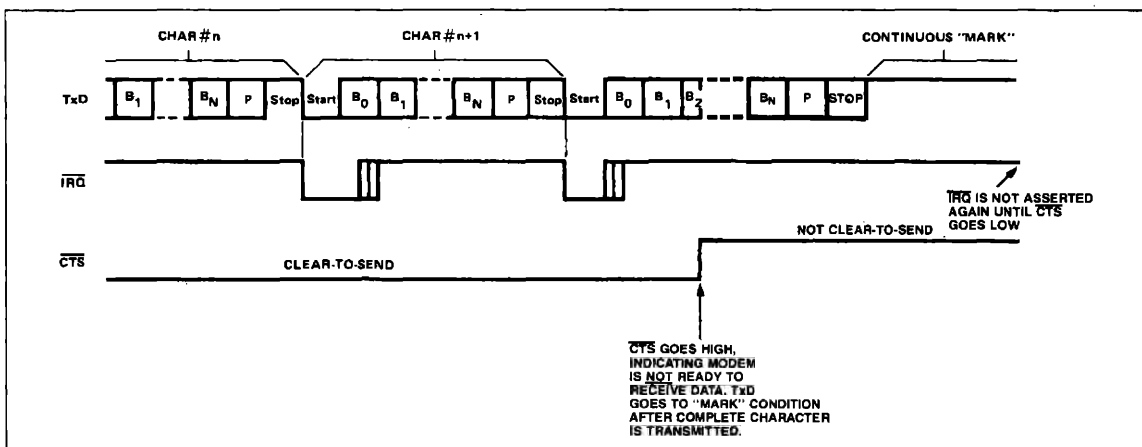 CHAR #n CHAR #n+1 CONTINUOUS "MARK"
TxD B1 BN P Stop Start B0 B1 BN P Stop Start B0 B1 B2 BN P STOP
IRQ
IRQ IS NOT ASSERTED
AGAIN UNTIL CTS
GOES LOW
NOT CLEAR-TO-SEND
CTS CLEAR-TO-SEND
CTS GOES HIGH,
INDICATING MODEM
IS NOT READY TO
RECEIVE DATA. TxD
GOES TO "MARK" CONDITION
AFTER COMPLETE CHARACTER
IS TRANSMITTED.